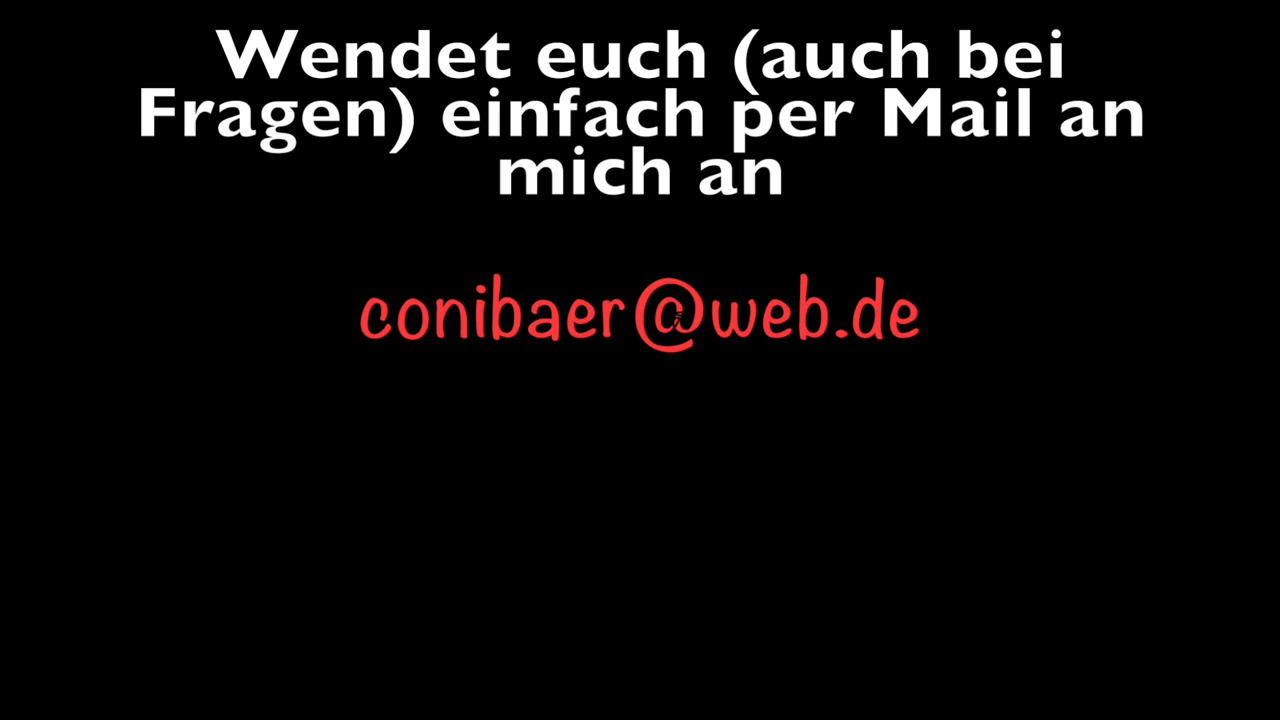 Wendet euch (auch bei
Fragen) einfach per Mail an
mich an
conibaer@web.de